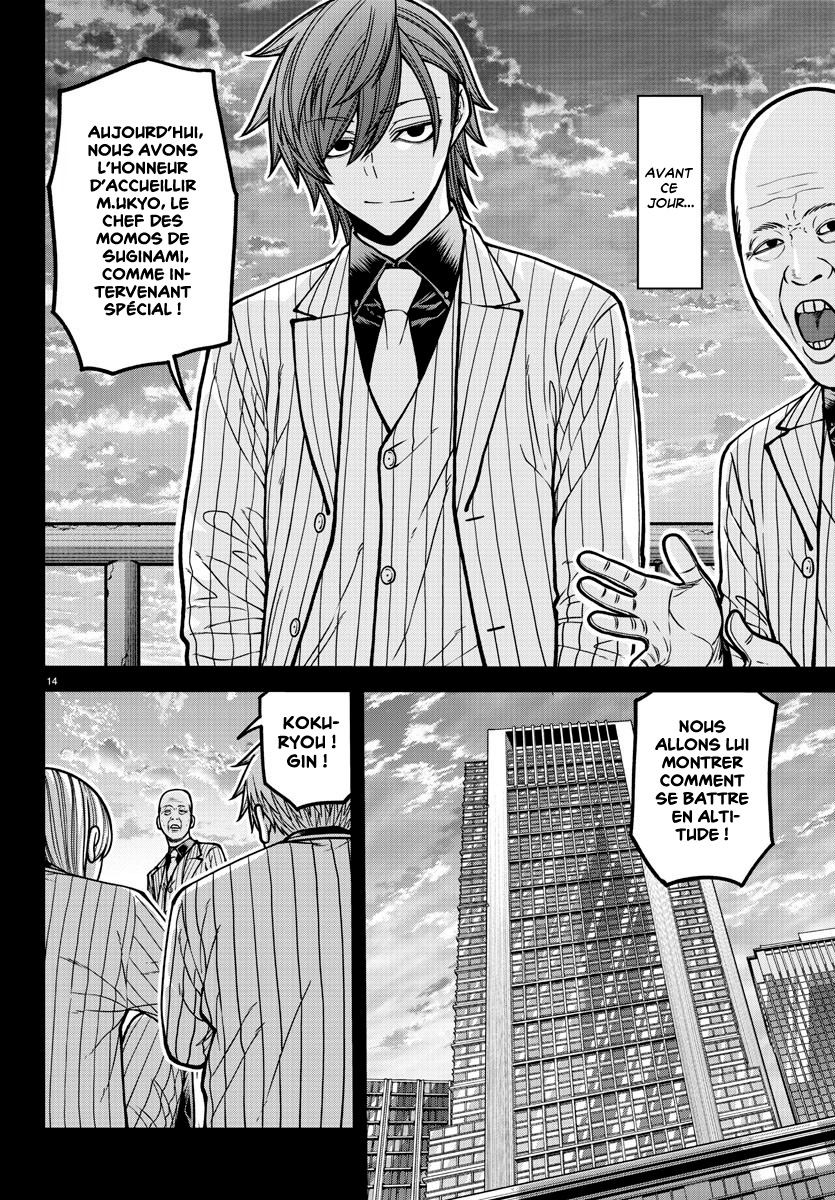 AVANT
CE
JOUR...
AUJOURD'HUI,
NOUS AVONS
L'HONNEUR
D'ACCUEILLIR
M.UKYO, LE
CHEF DES
MOMOS DE
SUGINAMI,
COMME IN-
TERVENANT
SPÉCIAL !
14
NOUS
ALLONS LUI
MONTRER
COMMENT
SE BATTRE
EN ALTI-
TUDE !
KOKU-
RYOU !
GIN !